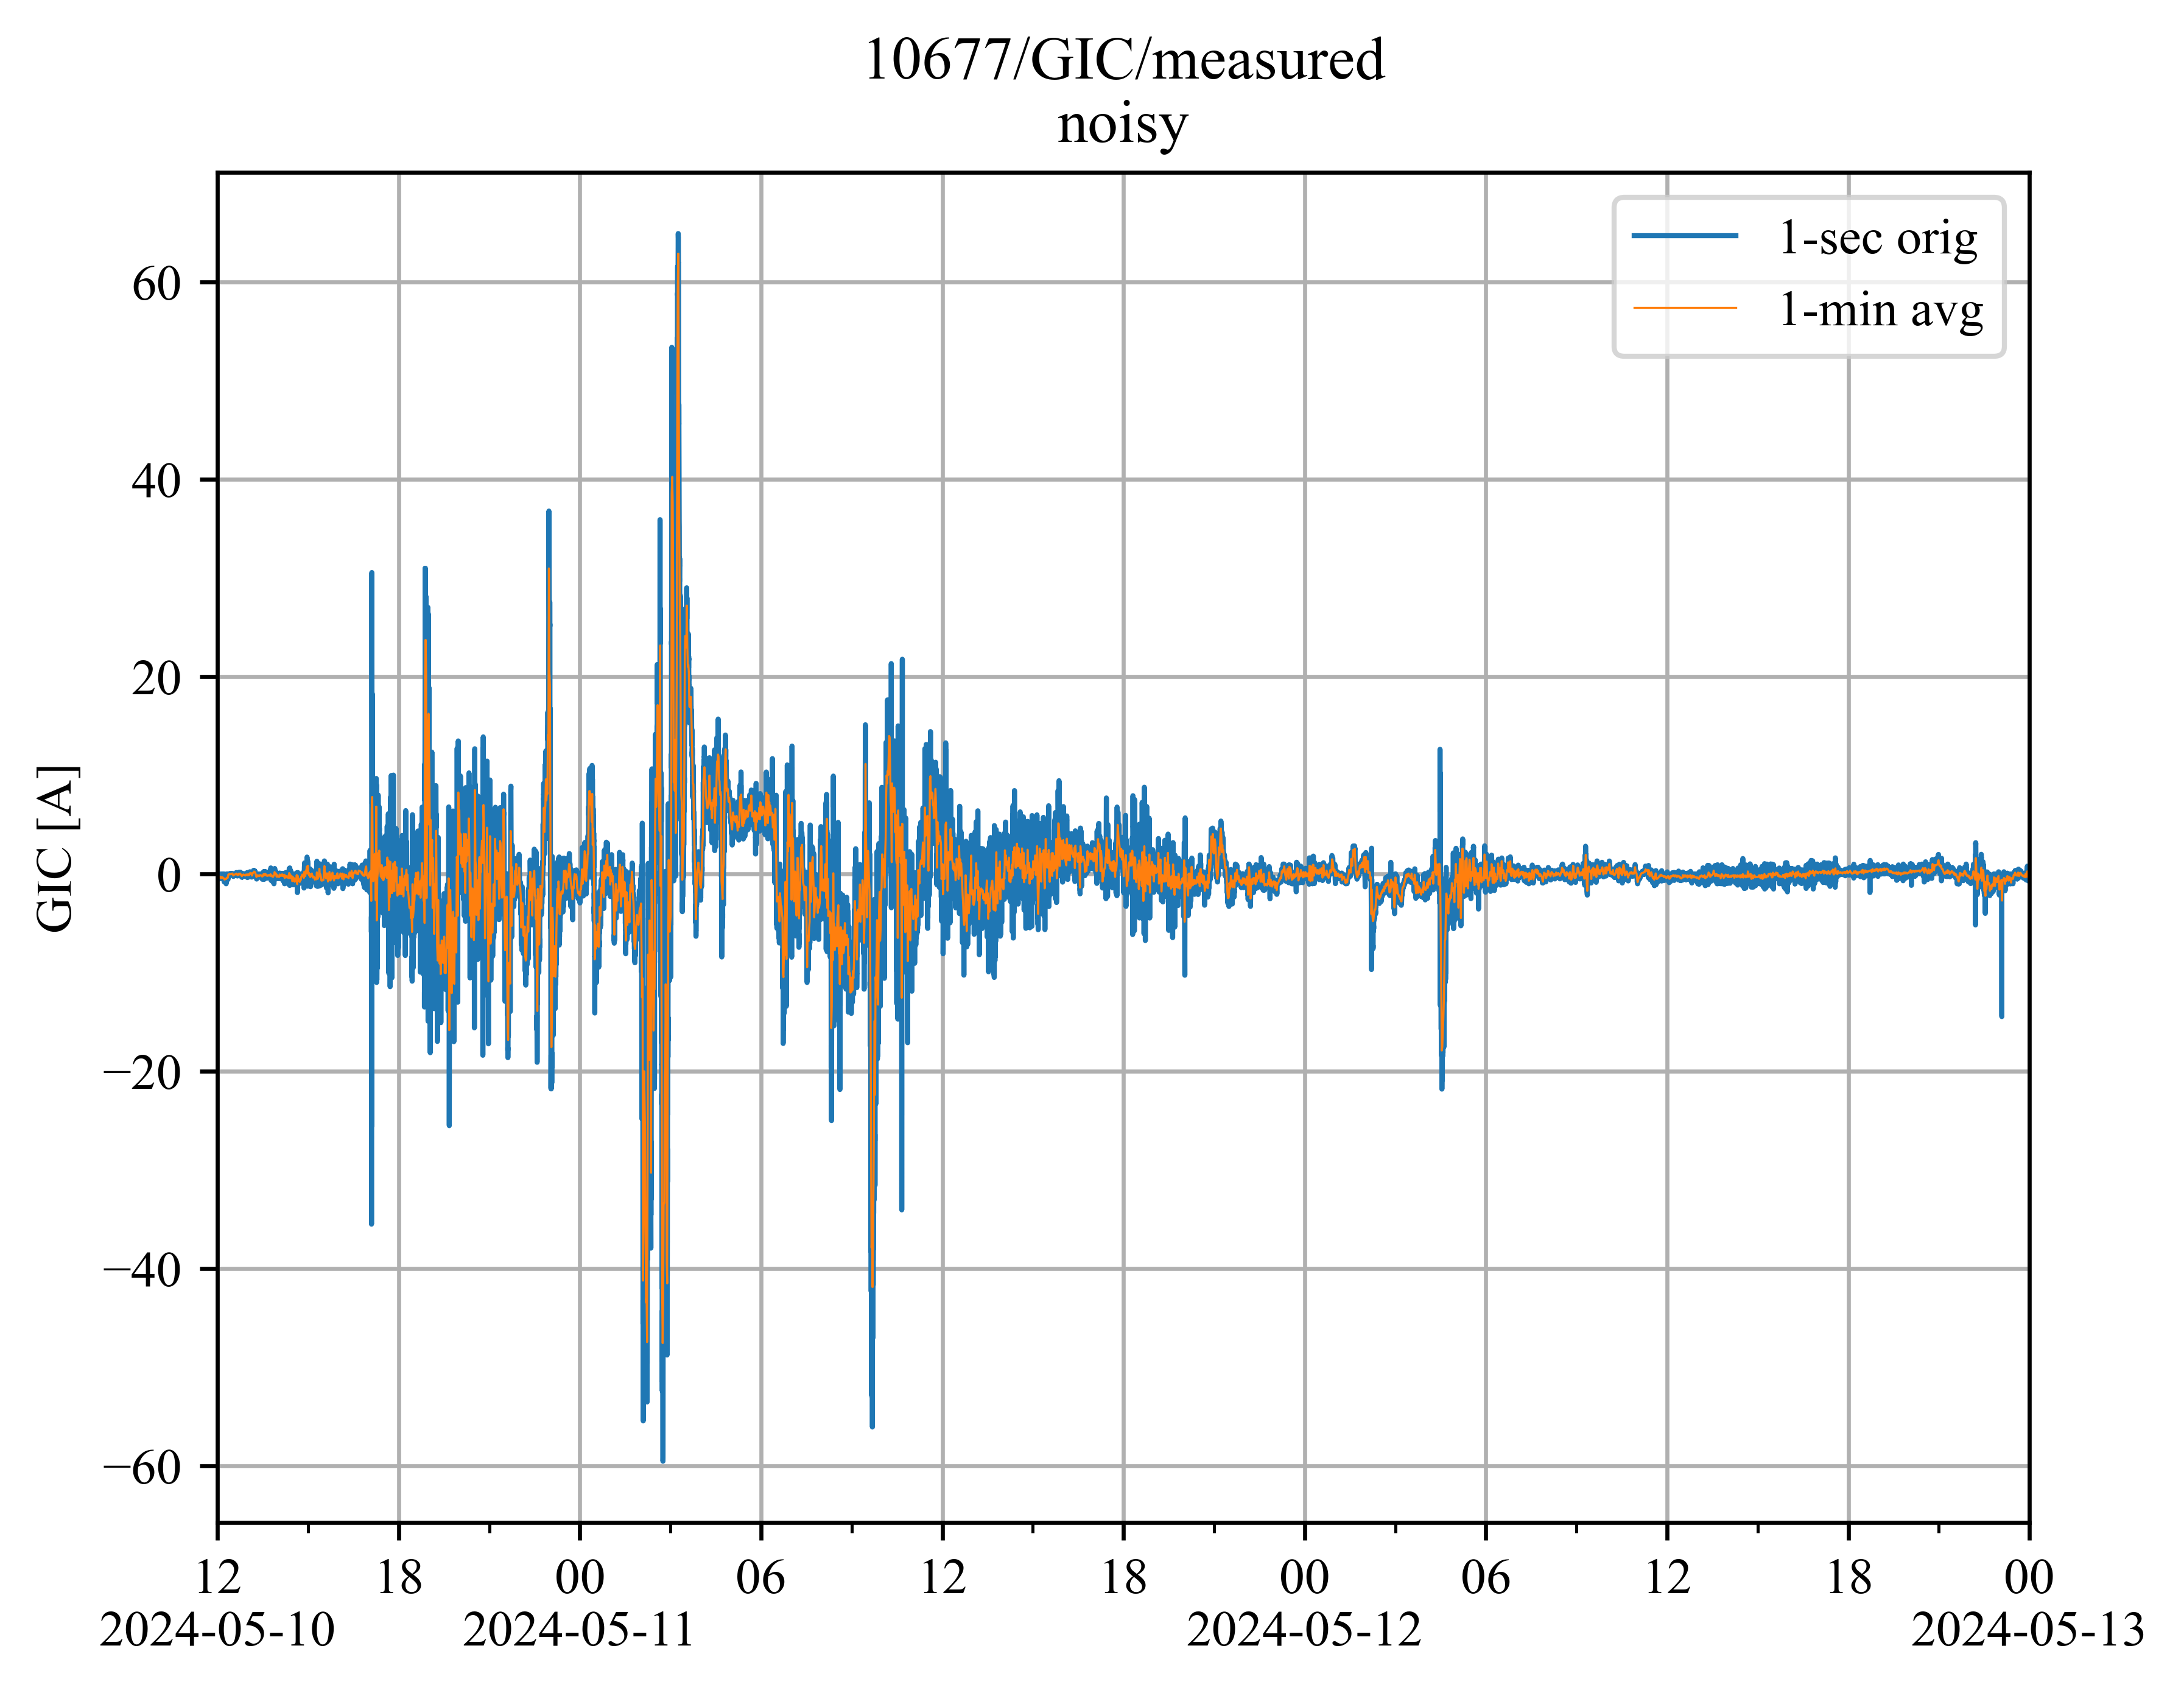 10677/GIC/measured
noisy
1-sec orig
1-min avg
GIC [A]
60
40
20
0
−20
−40
−60
12 18 00 06 12 18 00 06 12 18 00
2024-05-10 2024-05-11 2024-05-12 2024-05-13